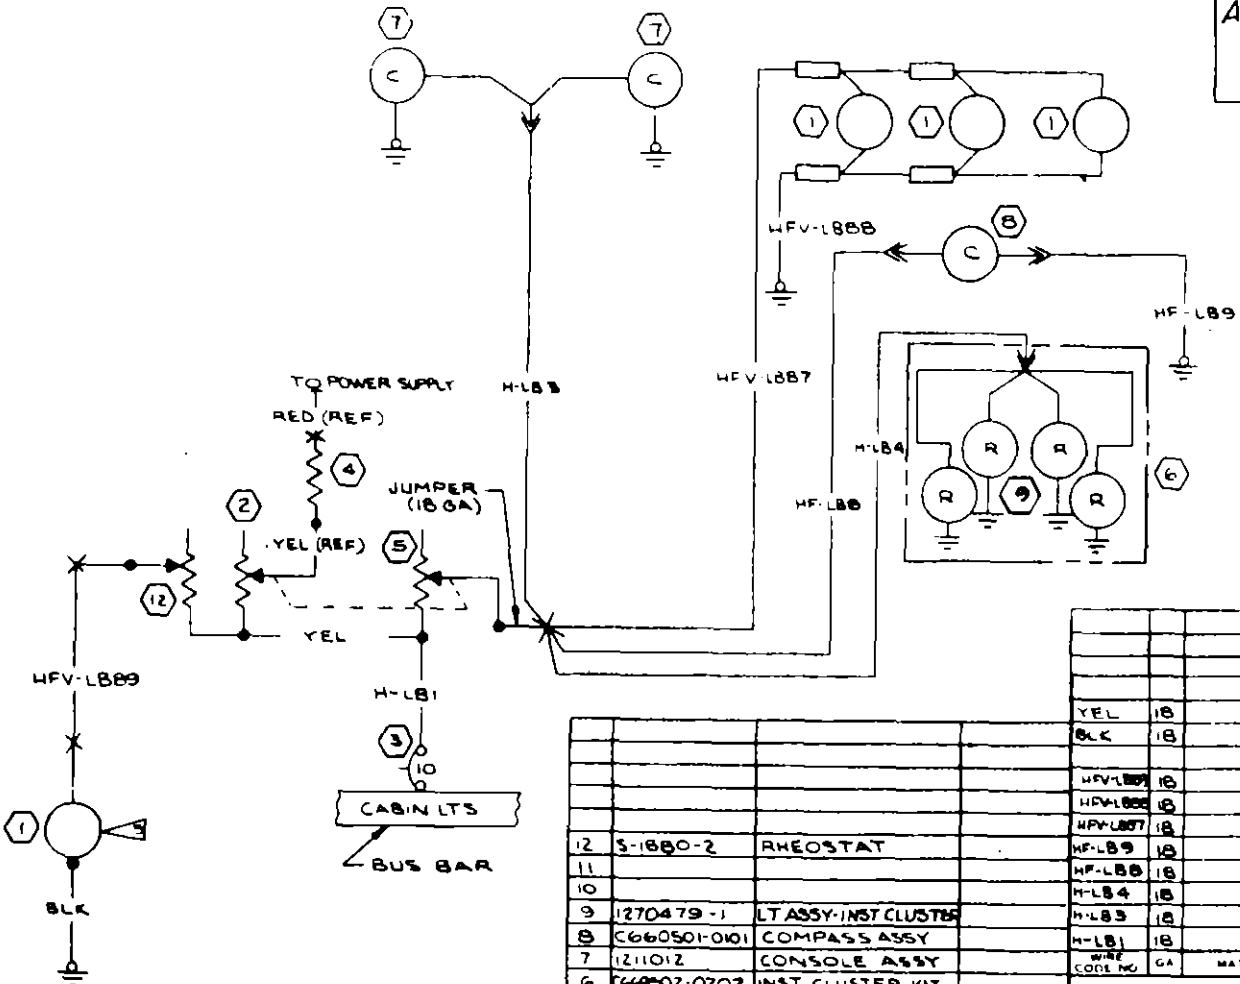 A
7
7
C
C
1
1
1
HFV-LB88
8
C
HF-LB9
TO POWER SUPPLY
RED (REF)
H-LB3
HFV-LB87
4
H-LB4
R
R
R
R
9
6
JUMPER
(18 GA)
2
YEL (REF)
5
HF-LB8
12
YEL
HFV-LB89
H-LB1
3
10
CABIN LTS
BUS BAR
1
BLK
12 S-1880-2 RHEOSTAT
11
10
9 1270479-1 LT ASSY-INST CLUSTER
8 C660501-0101 COMPASS ASSY
7 1211012 CONSOLE ASSY
6 INST CLUSTER KIT
YEL 18
BLK 18
HFV-LB89 18
HFV-LB88 18
HFV-LB87 18
HF-LB9 18
HF-LB8 18
H-LB4 18
H-LB3 18
H-LB1 18
WIRE CODE NO GA MA